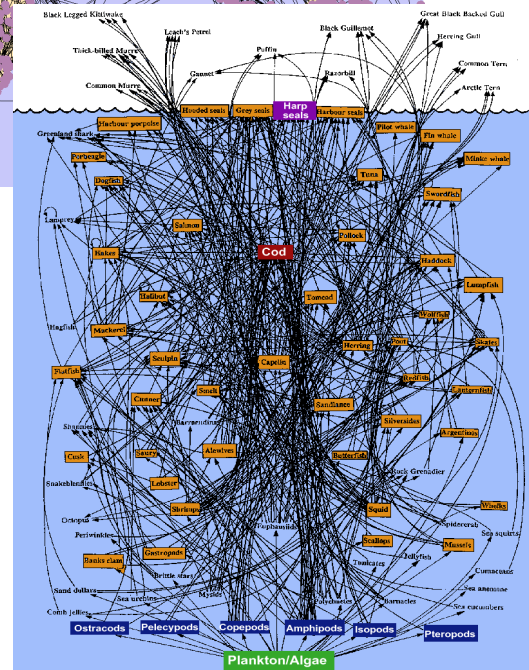 Black Legged Kittiwake
Leach's Petrel
Thick-billed Murre
Common Murre
Gannet
Puffin
Black Guillemot
Razorbill
Great Black Backed Gull
Herring Gull
Common Tern
Arctic Tern
Hooded seals
Grey seals
Harp
seals
Harbour seals
Harbour porpoise
Pilot whale
Fin whale
Greenland shark
Porbeagle
Minke whale
Dogfish
Tuna
Swordfish
Lamprey
Salmon
Pollock
Hakes
Cod
Haddock
Lumpfish
Halibut
Tomcod
Wolffish
Hagfish
Mackerel
Herring
Pout
Skates
Sculpin
Capelin
Flatfish
Redfish
Lanternfish
Cunner
Smelt
Sandlance
Barracudinas
Silversides
Shannies
Argentines
Cusk
Saury
Alewives
Butterfish
Rock Grenadier
Snakeblennies
Lobster
Shrimps
Squid
Whelks
Octopus
Euphausiids
Spidercrab
Periwinkles
Sea squirts
Scallops
Mussels
Banks clam
Gastropods
Jellyfish
Tunicates
Brittle stars
Cumaceans
Sand dollars
Sea urchins
Mysids
Polychaetes
Barnacles
Sea anemone
Comb jellies
Sea cucumbers
Ostracods
Pelecypods
Copepods
Amphipods
Isopods
Pteropods
Plankton/Algae